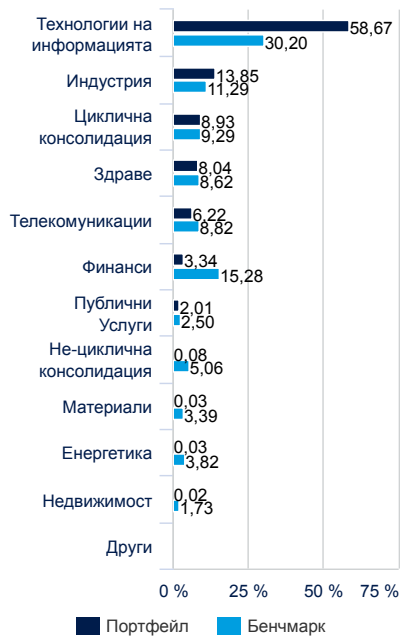 Технологии на
информацията
58,67
30,20
Индустрия
13,85
11,29
Циклична
консолидация
8,93
9,29
Здраве
8,04
8,62
Телекомуникации
6,22
8,82
Финанси
3,34
15,28
Публични
Услуги
2,01
2,50
Не-циклична
консолидация
0,08
5,06
Материали
0,03
3,39
Енергетика
0,03
3,82
Недвижимост
0,02
1,73
Други
0 % 25 % 50 % 75 %
Портфейл Бенчмарк